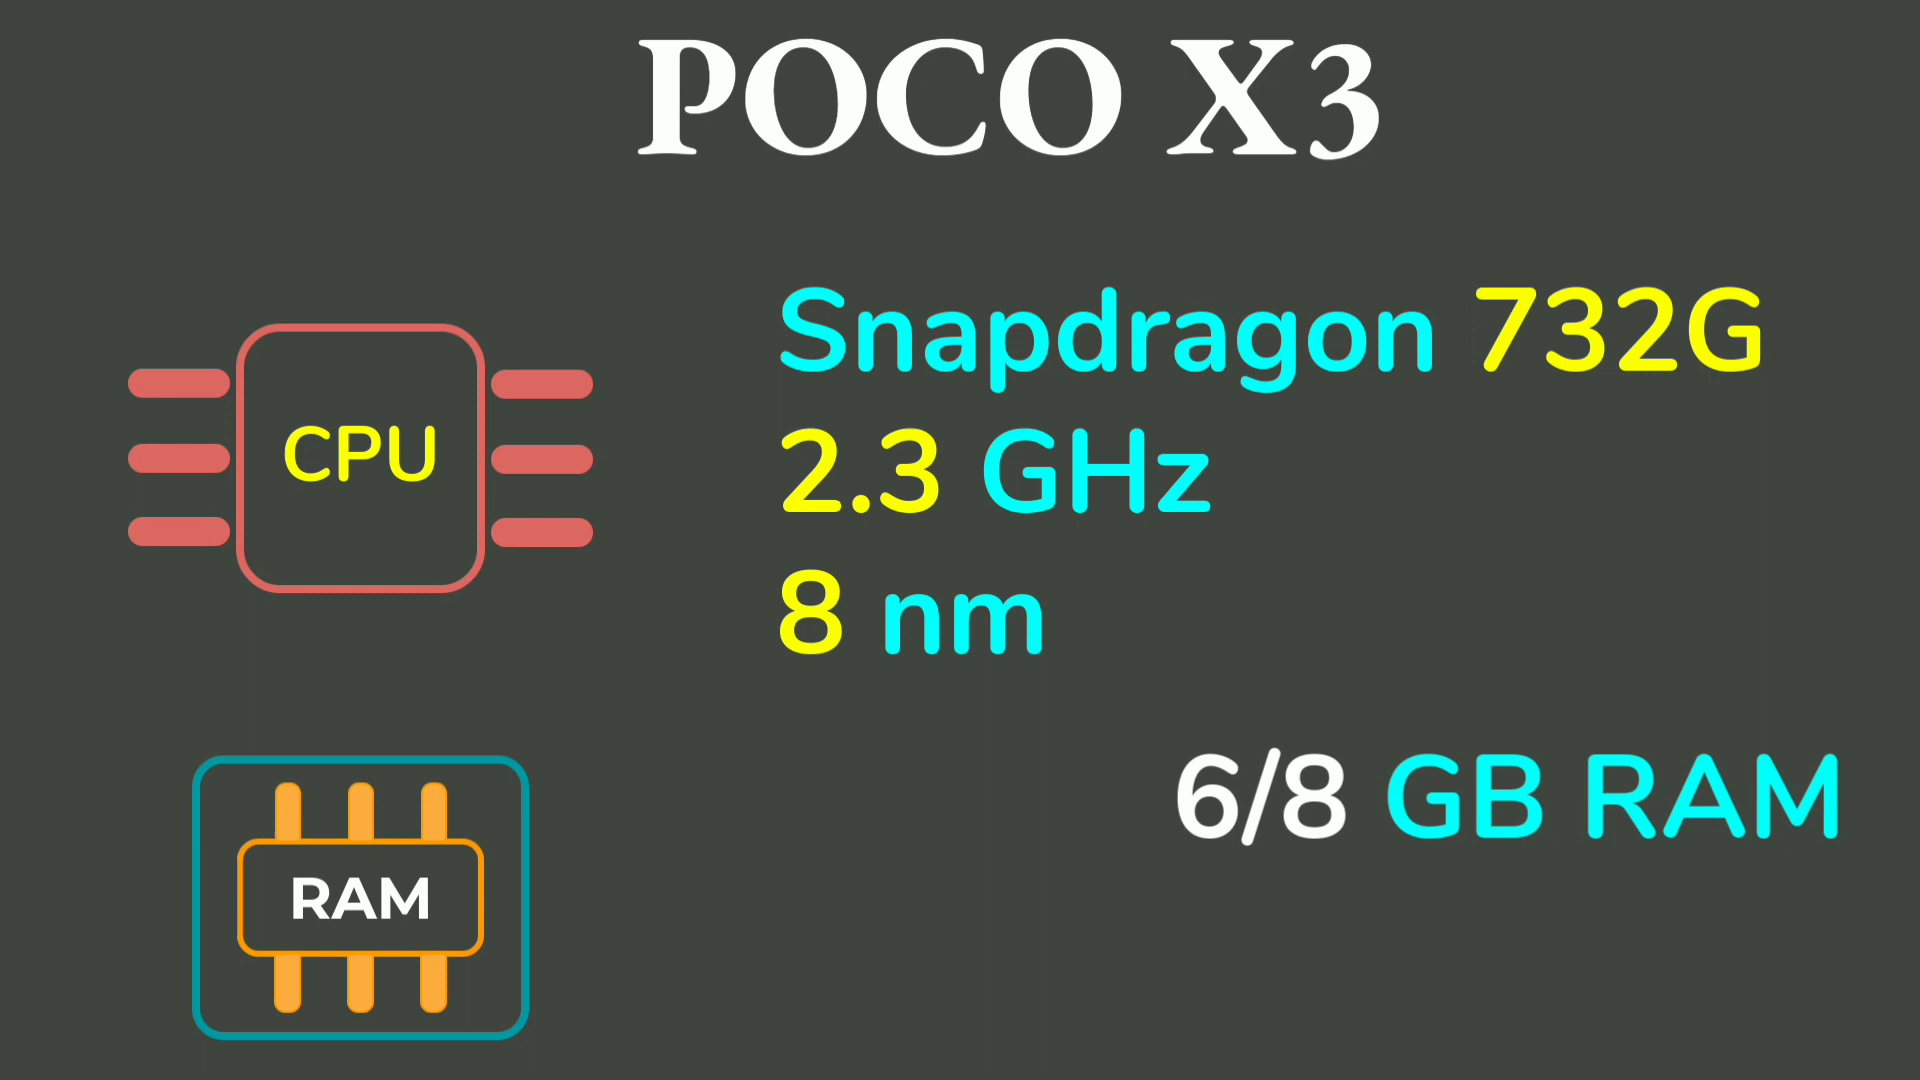 POCO X3
CPU
Snapdragon 732G
2.3 GHz
8 nm
RAM
6/8 GB RAM